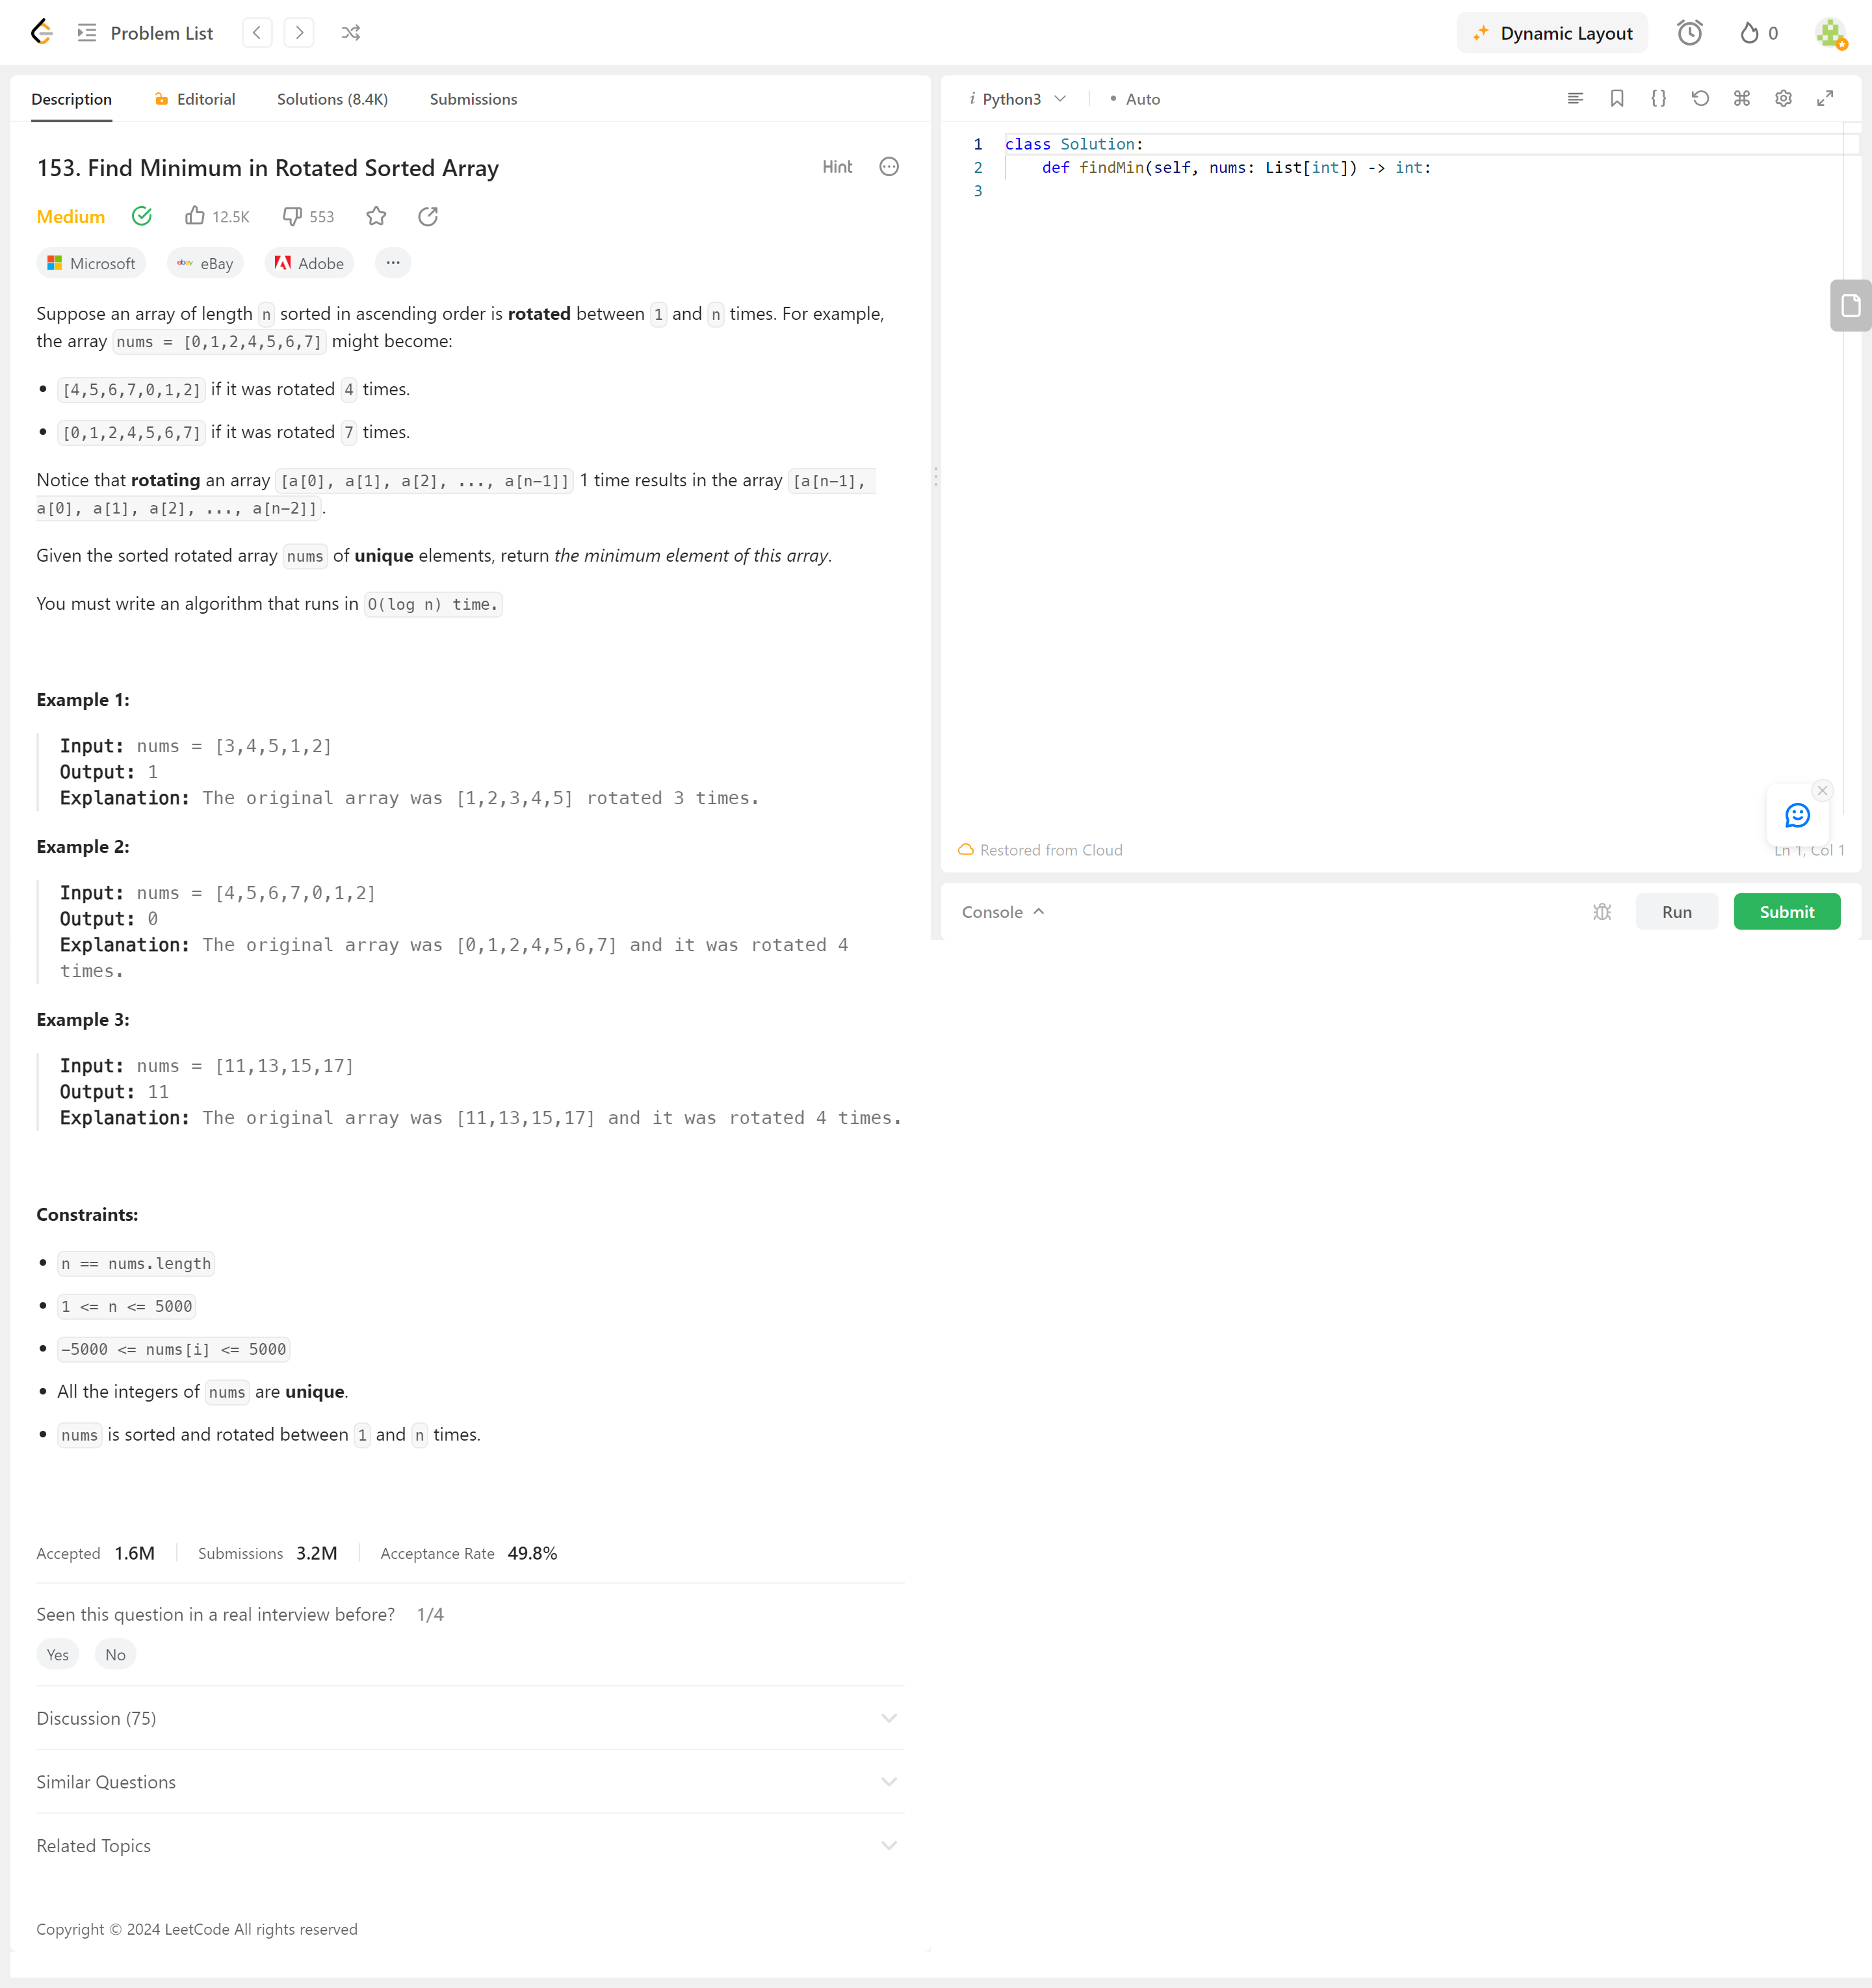 Problem List
Dynamic Layout
0
Description Editorial Solutions (8.4K) Submissions
153. Find Minimum in Rotated Sorted Array
Hint
Medium 12.5K 553
Microsoft ebay eBay Adobe ...
Suppose an array of length n sorted in ascending order is rotated between 1 and n times. For example,
the array nums = [0,1,2,4,5,6,7] might become:
• [4,5,6,7,0,1,2] if it was rotated 4 times.
• [0,1,2,4,5,6,7] if it was rotated 7 times.
Notice that rotating an array [a[0], a[1], a[2], ..., a[n-1]] 1 time results in the array [a[n-1],
a[0], a[1], a[2], ..., a[n-2]].
Given the sorted rotated array nums of unique elements, return the minimum element of this array.
You must write an algorithm that runs in O(log n) time.
Example 1:
Input: nums = [3,4,5,1,2]
Output: 1
Explanation: The original array was [1,2,3,4,5] rotated 3 times.
Example 2:
Input: nums = [4,5,6,7,0,1,2]
Output: 0
Explanation: The original array was [0,1,2,4,5,6,7] and it was rotated 4
times.
Example 3:
Input: nums = [11,13,15,17]
Output: 11
Explanation: The original array was [11,13,15,17] and it was rotated 4 times.
Constraints:
• n == nums.length
• 1 <= n <= 5000
• -5000 <= nums[i] <= 5000
• All the integers of nums are unique.
• nums is sorted and rotated between 1 and n times.
Accepted 1.6M Submissions 3.2M Acceptance Rate 49.8%
Seen this question in a real interview before? 1/4
Yes No
Discussion (75)
Similar Questions
Related Topics
Copyright © 2024 LeetCode All rights reserved
i Python3 • Auto
1 class Solution:
2 def findMin(self, nums: List[int]) -> int:
3
Restored from Cloud
Ln 1, Col 1
Console
Run
Submit